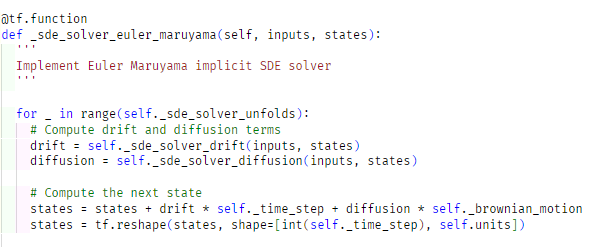 @tf.function
def _sde_solver_euler_maruyama(self, inputs, states):
'''
Implement Euler Maruyama implicit SDE solver
'''
for _ in range(self._sde_solver_unfolds):
# Compute drift and diffusion terms
drift = self._sde_solver_drift(inputs, states)
diffusion = self._sde_solver_diffusion(inputs, states)
# Compute the next state
states = states + drift * self._time_step + diffusion * self._brownian_motion
states = tf.reshape(states, shape=[int(self._time_step), self.units])